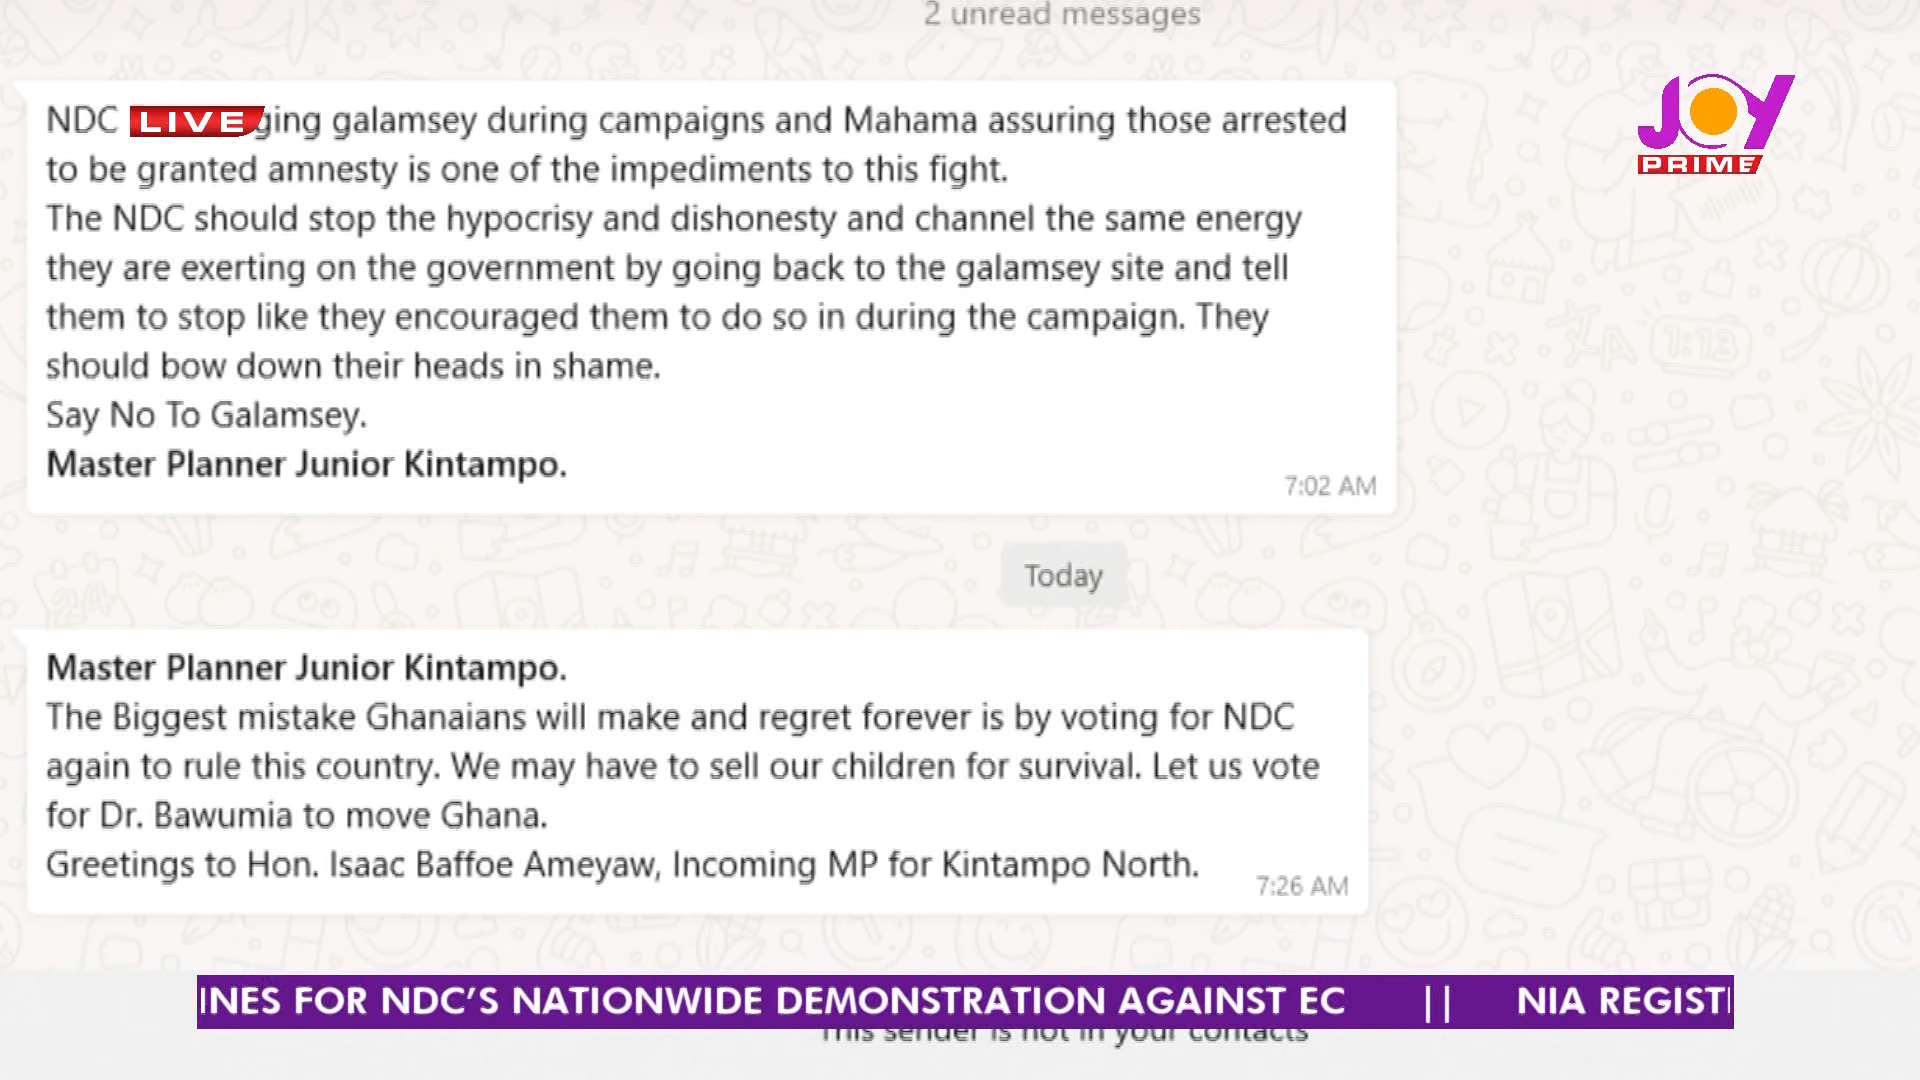 2 unread messages
NDC LIVE ging galamsey during campaigns and Mahama assuring those arrested
to be granted amnesty is one of the impediments to this fight.
The NDC should stop the hypocrisy and dishonesty and channel the same energy
they are exerting on the government by going back to the galamsey site and tell
them to stop like they encouraged them to do so in during the campaign. They
should bow down their heads in shame.
Say No To Galamsey.
Master Planner Junior Kintampo.
7:02 AM
JOY
PRIME
Today
Master Planner Junior Kintampo.
The Biggest mistake Ghanaians will make and regret forever is by voting for NDC
again to rule this country. We may have to sell our children for survival. Let us vote
for Dr. Bawumia to move Ghana.
Greetings to Hon. Isaac Baffoe Ameyaw, Incoming MP for Kintampo North.
7:26 AM
INES FOR NDC'S NATIONWIDE DEMONSTRATION AGAINST EC || NIA REGISTI
This sender is not in your contacts